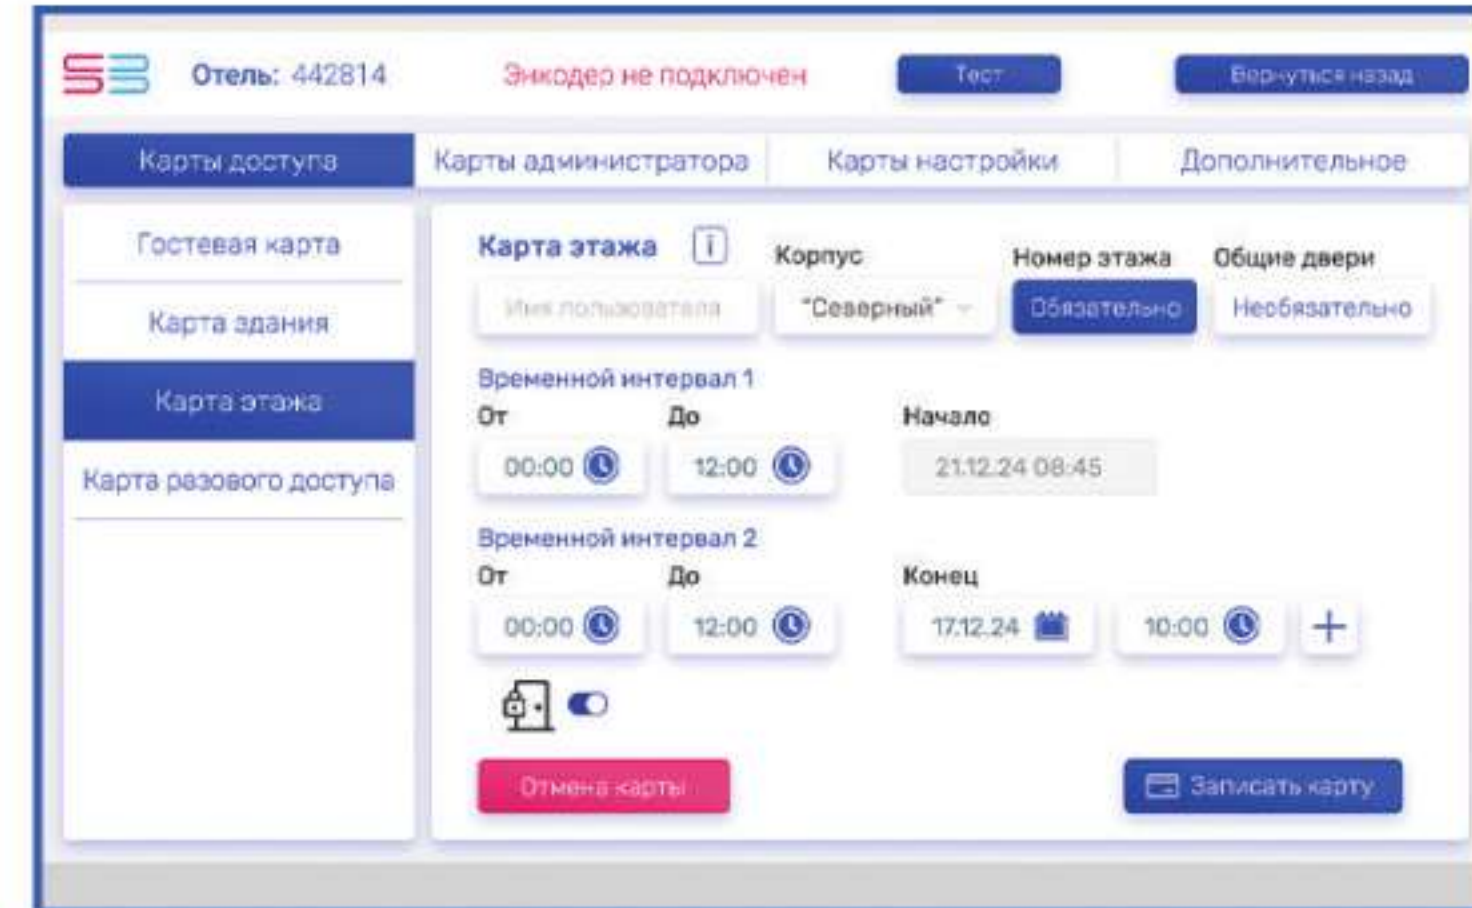 SB Отель: 442814 Энкодер не подключен Тест Вернуться назад
Карты доступа Карты администратора Карты настройки Дополнительное
Гостевая карта
Карта здания
Карта этажа
Карта разового доступа
Карта этажа i Корпус Номер этажа Общие двери
Имя пользователя "Северный" Обязательно Необязательно
Временной интервал 1
От До Начало
00:00 12:00 21.12.24 08:45
Временной интервал 2
От До Конец
00:00 12:00 17.12.24 10:00 +
Отмена карты Записать карту